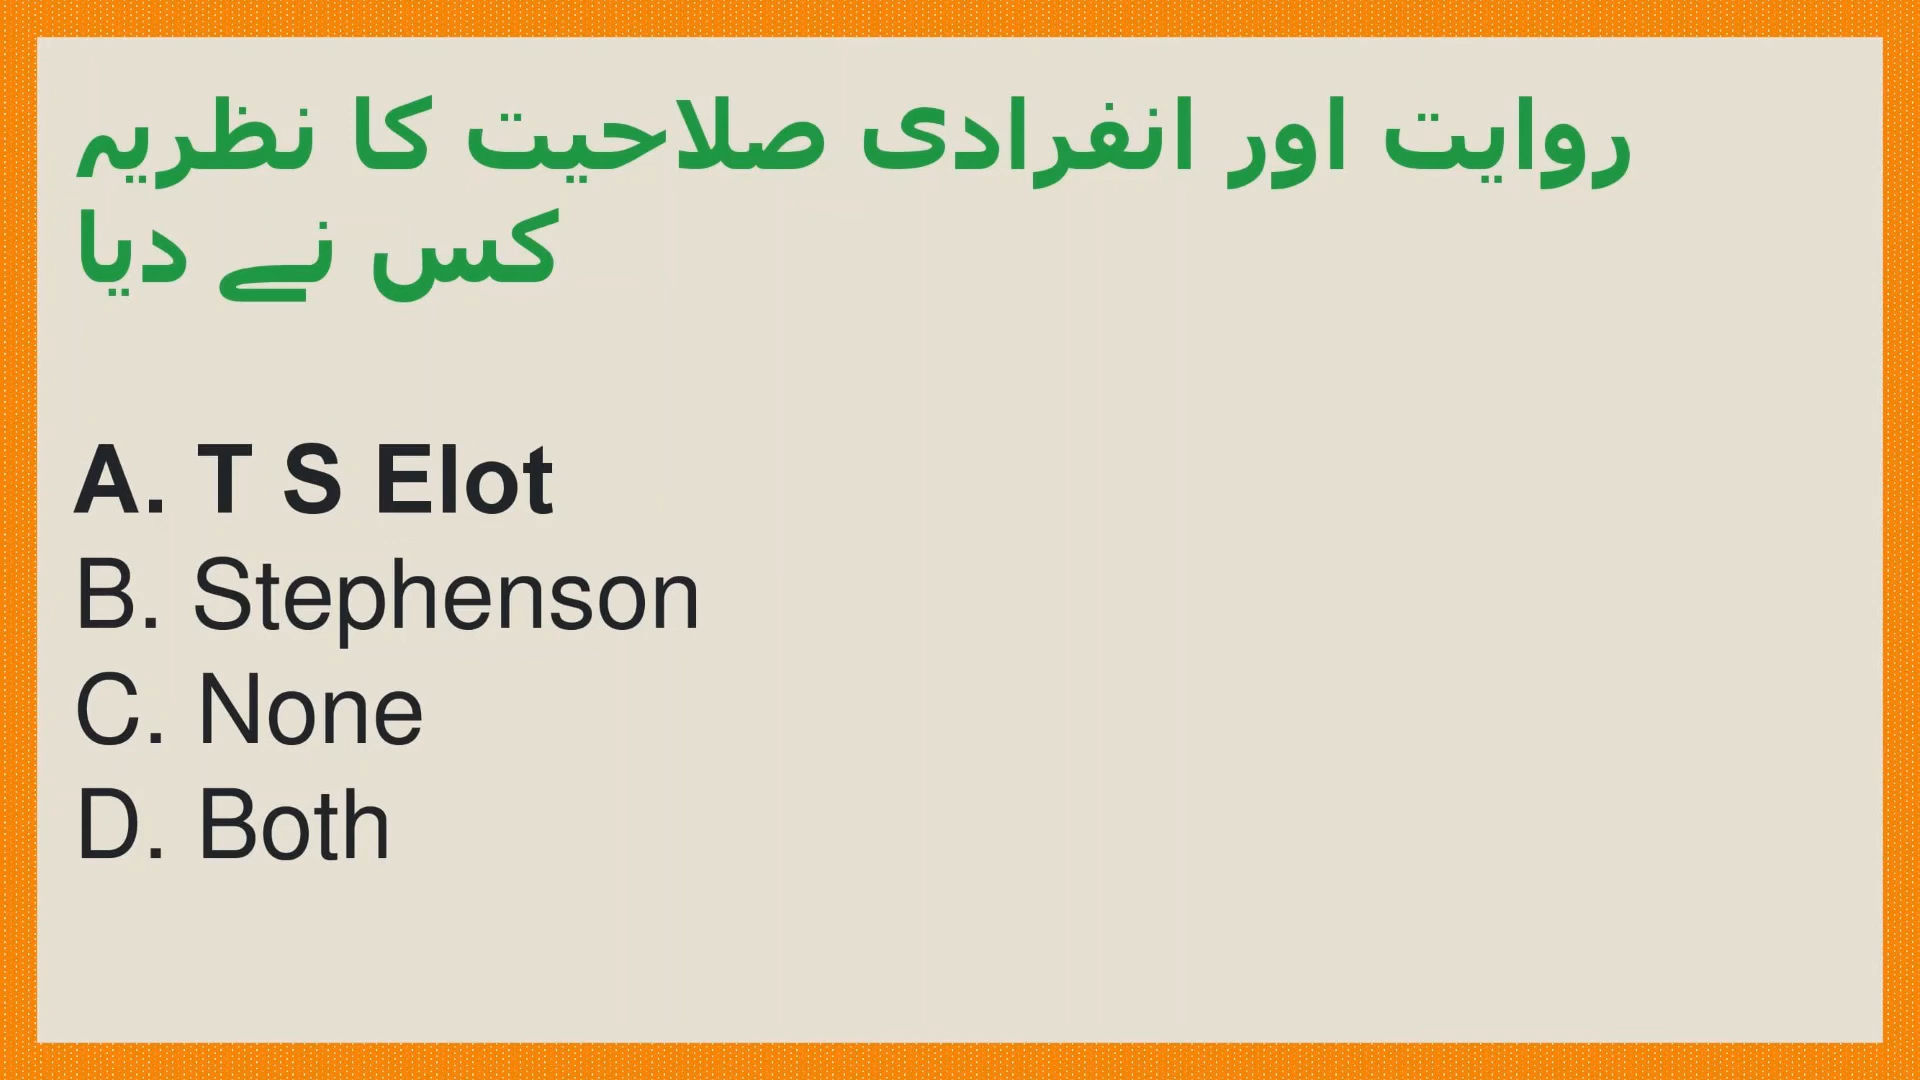 روایت اور انفرادی صلاحیت کا نظریہ
کس نے دیا
A. T S Elot
B. Stephenson
C. None
D. Both